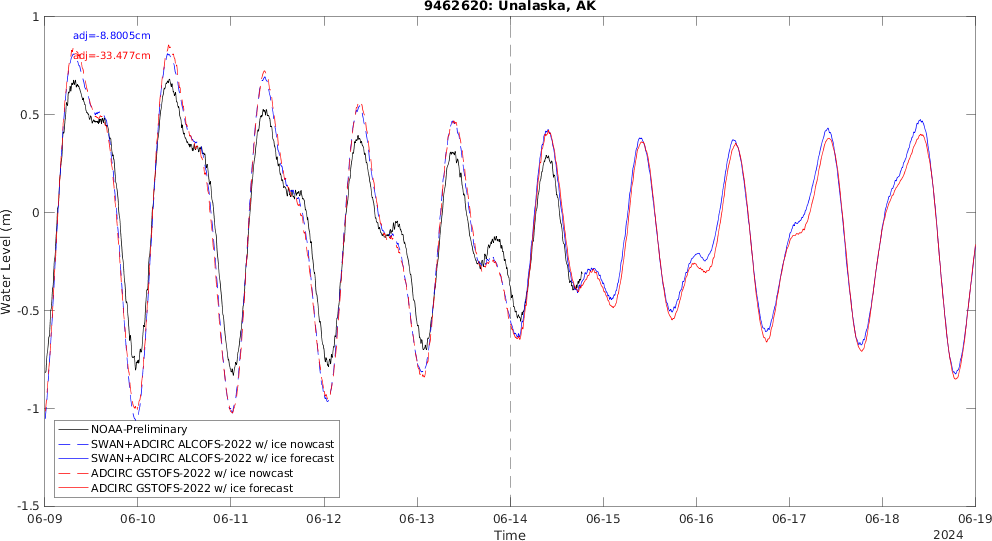 9462620: Unalaska, AK
adj=-8.8005cm
adj=-33.477cm
1
0.5
0
-0.5
-1
-1.5
Water Level (m)
NOAA-Preliminary
SWAN+ADCIRC ALCOFS-2022 w/ ice nowcast
SWAN+ADCIRC ALCOFS-2022 w/ ice forecast
ADCIRC GSTOFS-2022 w/ ice nowcast
ADCIRC GSTOFS-2022 w/ ice forecast
06-09 06-10 06-11 06-12 06-13 06-14 06-15 06-16 06-17 06-18 06-19
Time
2024